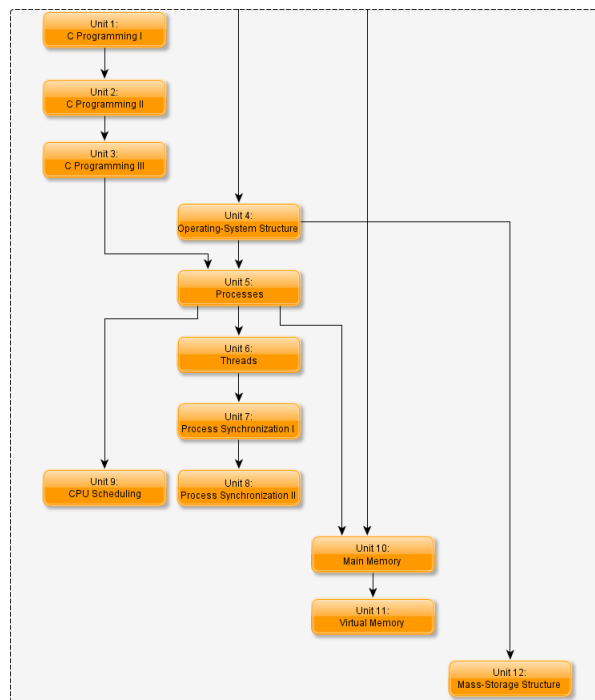 Unit 1:
C Programming I
Unit 2:
C Programming II
Unit 3:
C Programming III
Unit 4:
Operating-System Structure
Unit 5:
Processes
Unit 6:
Threads
Unit 7:
Process Synchronization I
Unit 9:
CPU Scheduling
Unit 8:
Process Synchronization II
Unit 10:
Main Memory
Unit 11:
Virtual Memory
Unit 12:
Mass-Storage Structure